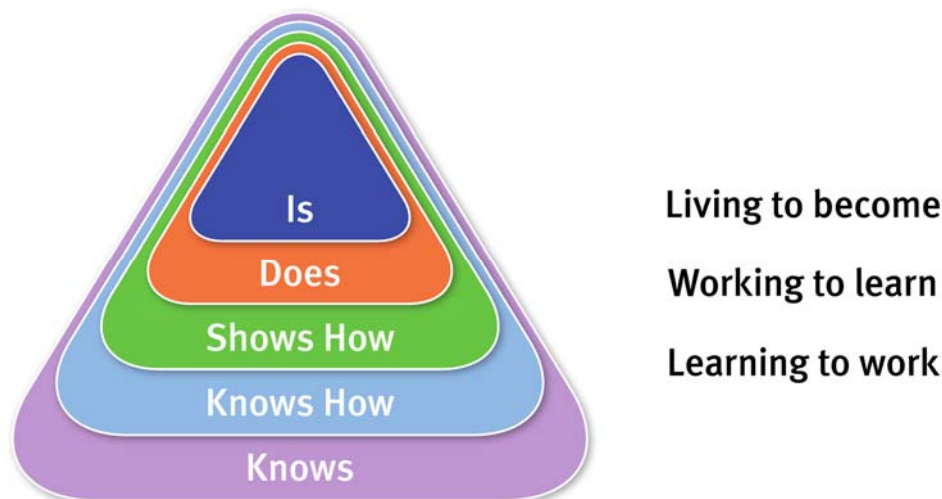 Is
Does
Shows How
Knows How
Knows
Living to become
Working to learn
Learning to work